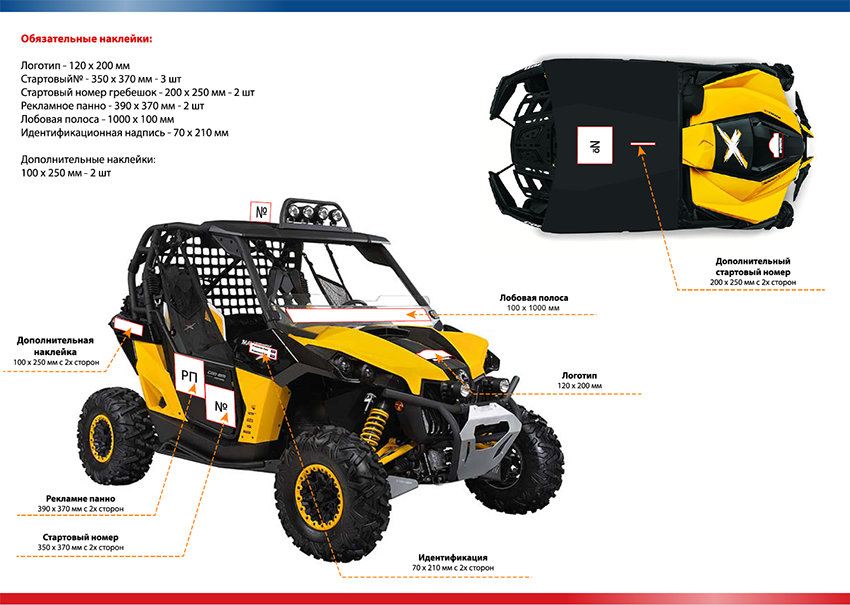 Обязательные наклейки:
Логотип - 120 x 200 мм
Стартовый№ - 350 x 370 мм - 3 шт
Стартовый номер гребешок - 200 x 250 мм - 2 шт
Рекламное панно - 390 x 370 мм - 2 шт
Лобовая полоса - 1000 x 100 мм
Идентификационная надпись - 70 x 210 мм
Дополнительные наклейки:
100 x 250 мм - 2 шт
№
Дополнительный
стартовый номер
200 x 250 мм с 2х сторон
№
Лобовая полоса
100 x 1000 мм
Дополнительная
наклейка
100 x 250 мм с 2х сторон
Логотип
120 x 200 мм
РП
№
Рекламне панно
390 x 370 мм с 2х сторон
Стартовый номер
350 x 370 мм с 2х сторон
Идентификация
70 x 210 мм с 2х сторон